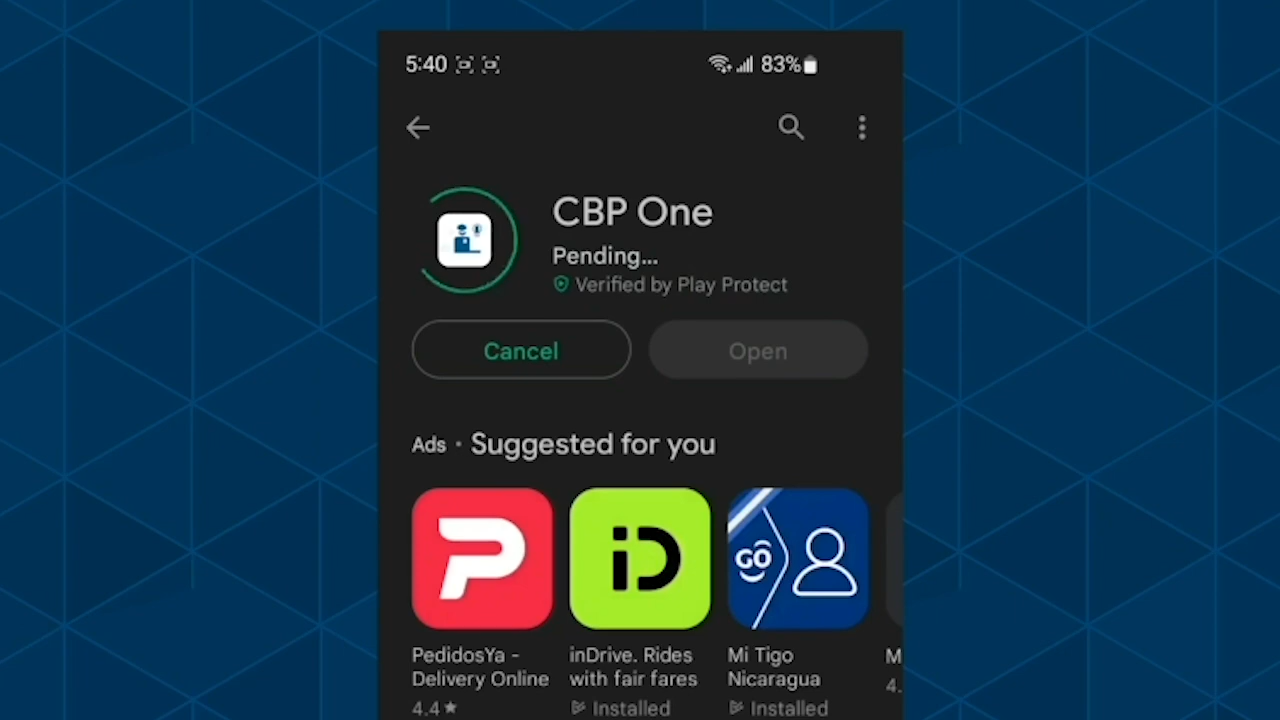 5:40 83%
CBP One
Pending...
Verified by Play Protect
Cancel Open
Ads • Suggested for you
P iD GO
PedidosYa - inDrive. Rides Mi Tigo M
Delivery Online with fair fares Nicaragua 4.
4.4★ Installed Installed